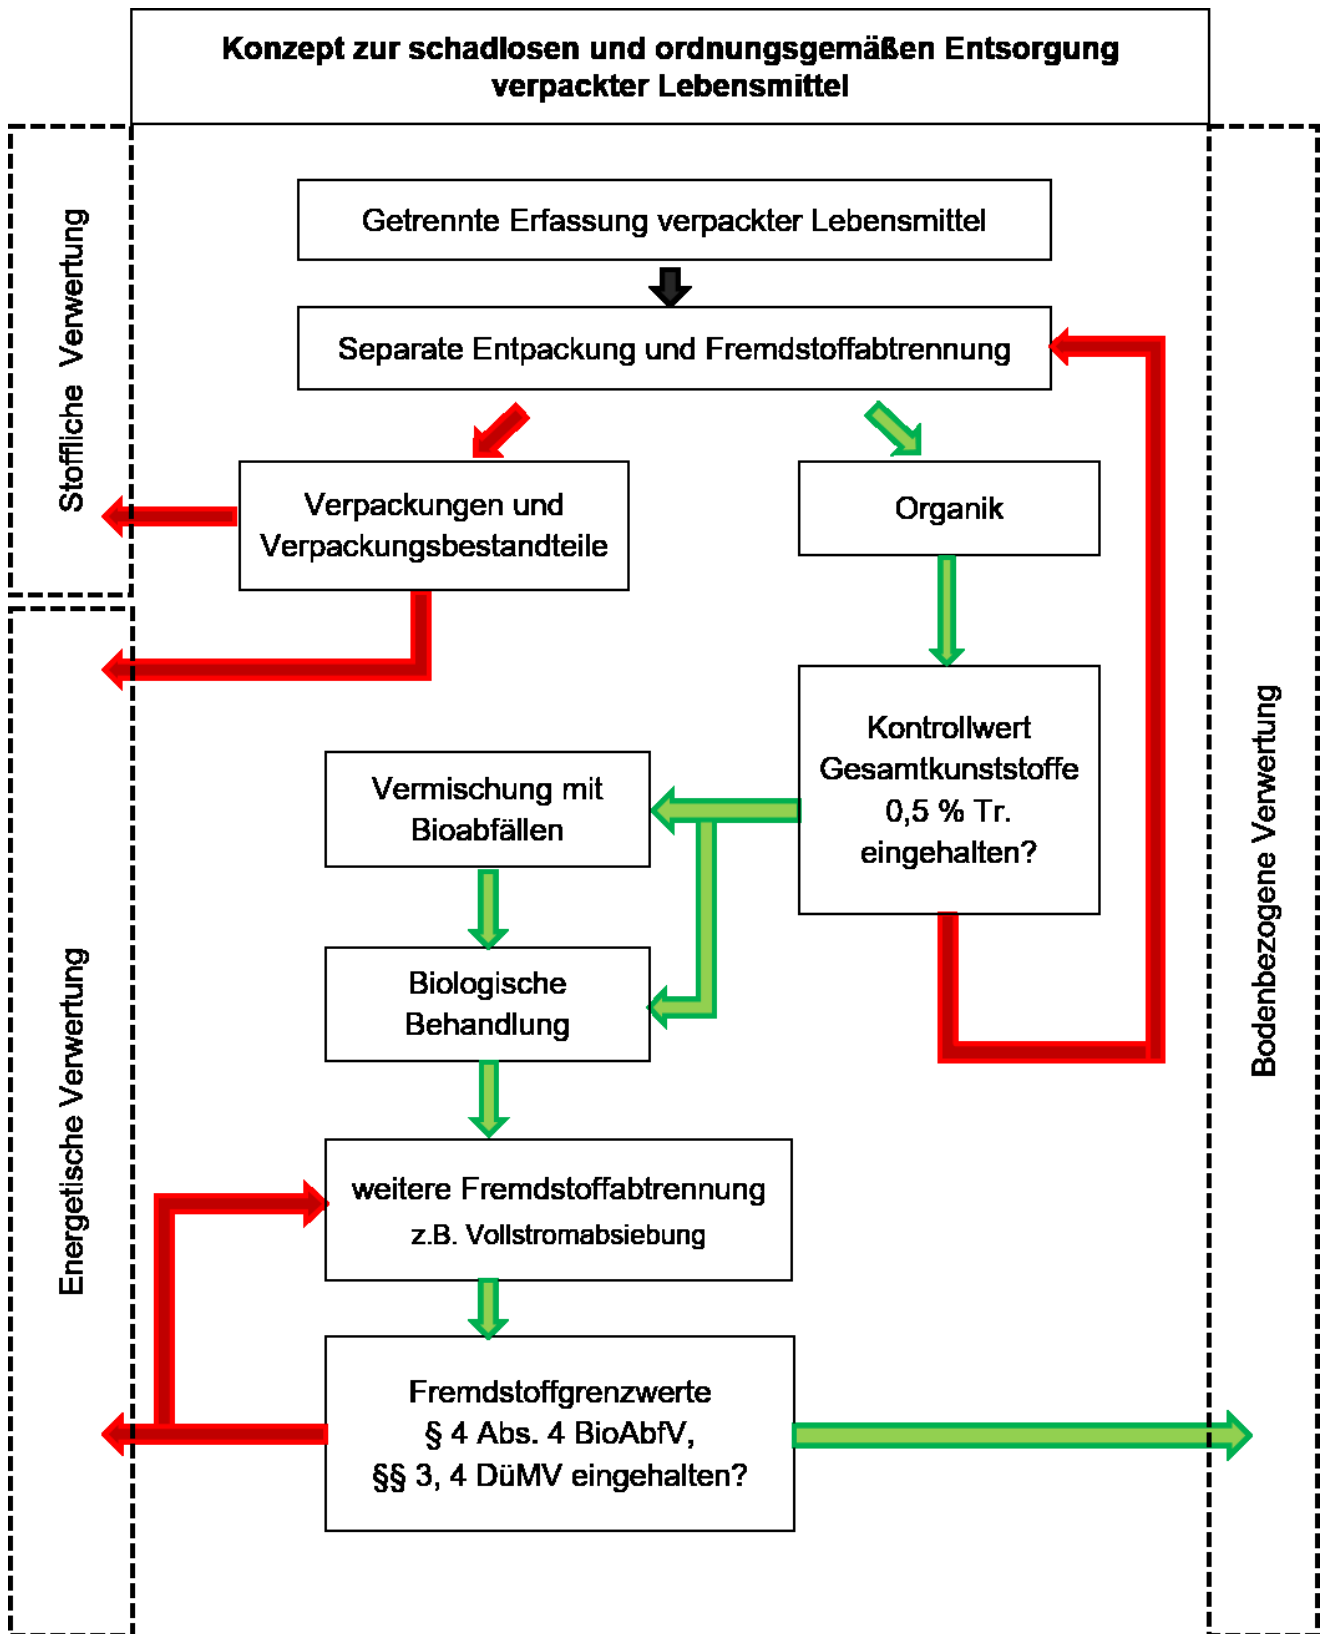 Konzept zur schadlosen und ordnungsgemäßen Entsorgung
verpackter Lebensmittel
Stoffliche Verwertung
Getrennte Erfassung verpackter Lebensmittel
Separate Entpackung und Fremdstoffabtrennung
Verpackungen und
Verpackungsbestandteile
Organik
Kontrollwert
Gesamtkunststoffe
0,5 % Tr.
eingehalten?
Vermischung mit
Bioabfällen
Biologische
Behandlung
weitere Fremdstoffabtrennung
z.B. Vollstromabsiebung
Fremdstoffgrenzwerte
§ 4 Abs. 4 BioAbfV,
§§ 3, 4 DüMV eingehalten?
Energetische Verwertung
Bodenbezogene Verwertung